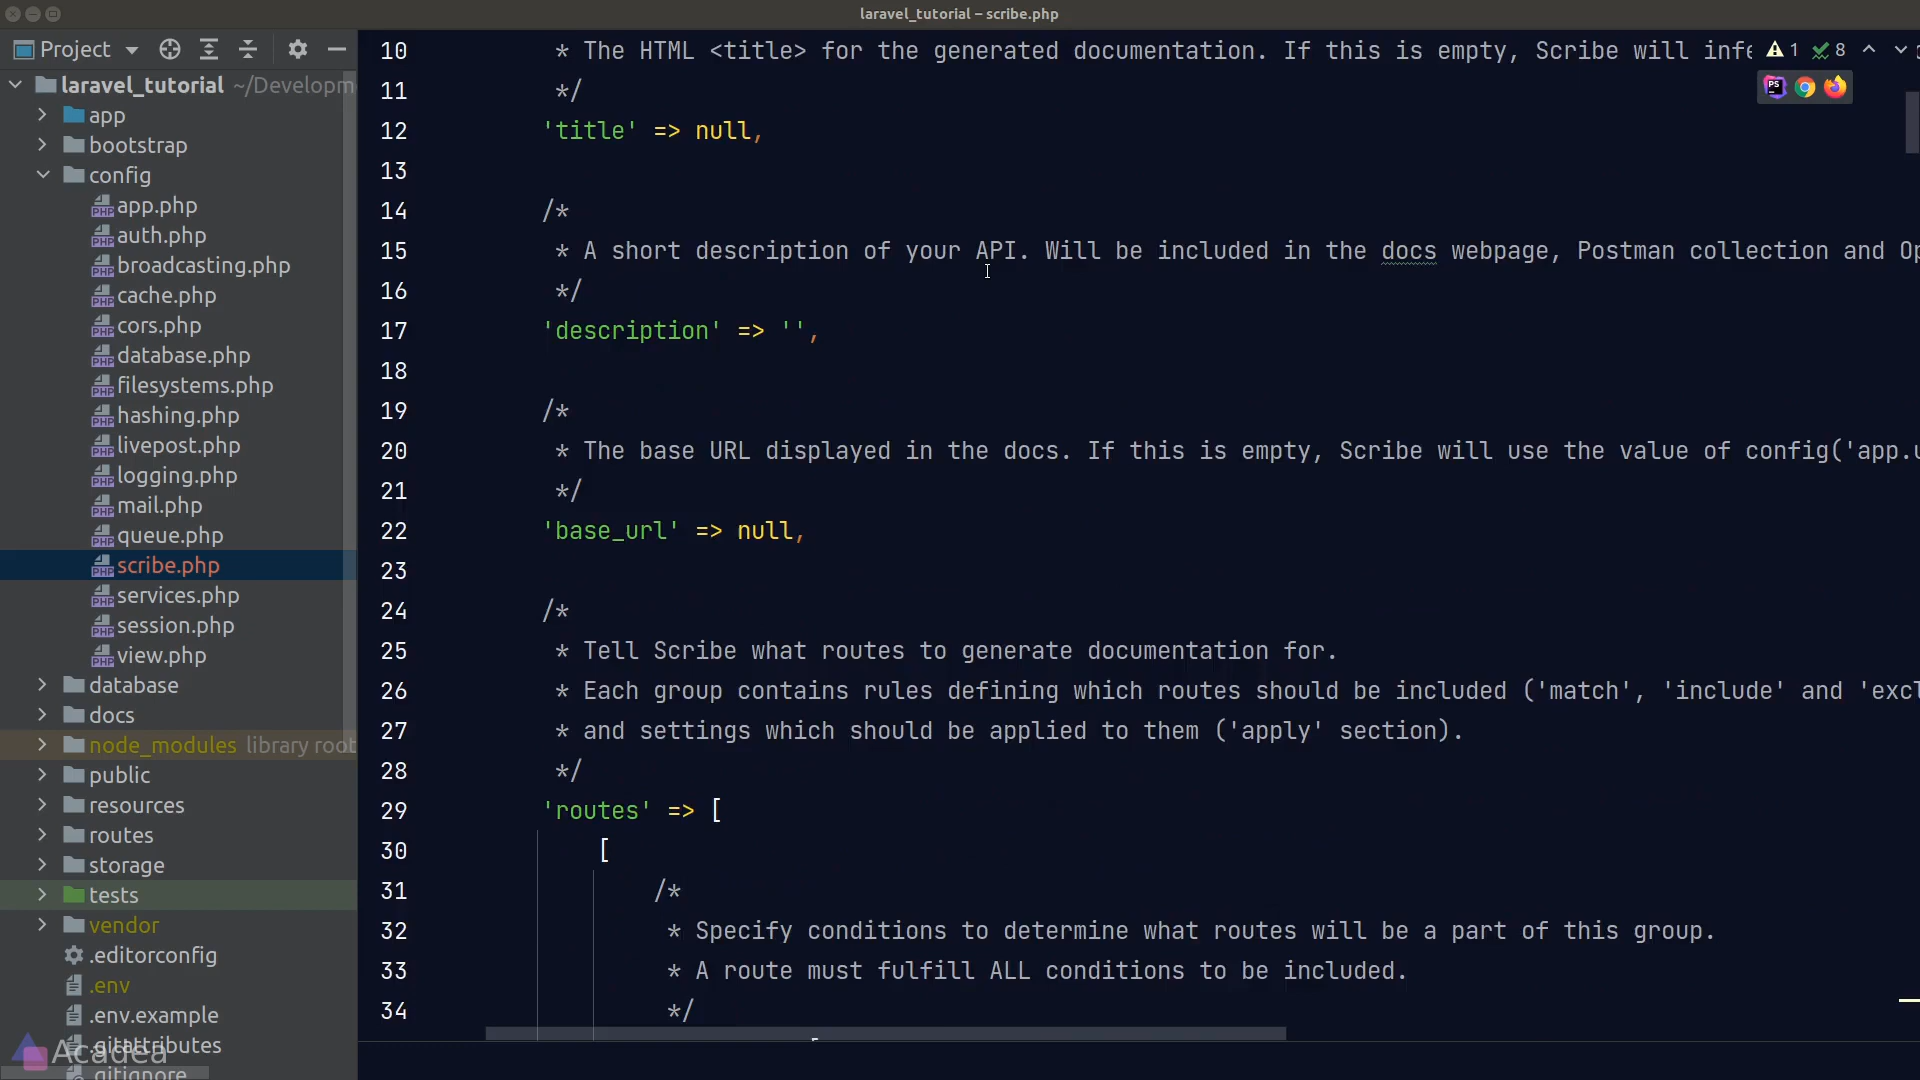 laravel_tutorial – scribe.php
Project
laravel_tutorial ~/Developm
app
bootstrap
config
app.php
auth.php
broadcasting.php
cache.php
cors.php
database.php
filesystems.php
hashing.php
livepost.php
logging.php
mail.php
queue.php
scribe.php
services.php
session.php
view.php
database
docs
node_modules library root
public
resources
routes
storage
tests
vendor
.editorconfig
.env
.env.example
.gitattributes
.gitignore
Acadea
10 * The HTML <title> for the generated documentation. If this is empty, Scribe will infe
1 8
11 */
12 'title' => null,
13
14 /*
15 * A short description of your API. Will be included in the docs webpage, Postman collection and Op
16 */
17 'description' => '',
18
19 /*
20 * The base URL displayed in the docs. If this is empty, Scribe will use the value of config('app.u
21 */
22 'base_url' => null,
23
24 /*
25 * Tell Scribe what routes to generate documentation for.
26 * Each group contains rules defining which routes should be included ('match', 'include' and 'excl
27 * and settings which should be applied to them ('apply' section).
28 */
29 'routes' => [
30 [
31 /*
32 * Specify conditions to determine what routes will be a part of this group.
33 * A route must fulfill ALL conditions to be included.
34 */